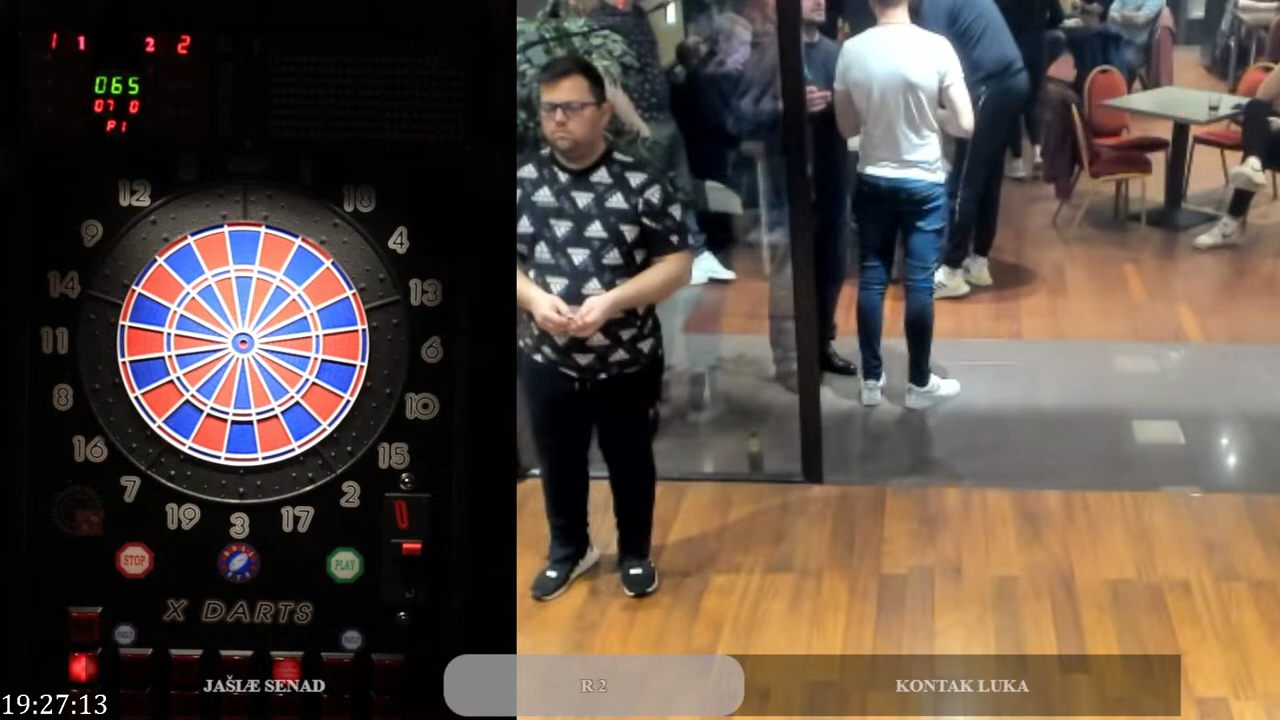 1 1 2 2
065
07 0
P1
12 18
9 4
14 13
11 6
8 10
16 15
7 2
19 3 17
0
STOP PLAY
X DARTS
JAŠIÆ SENAD R 2 KONTAK LUKA
19:27:13